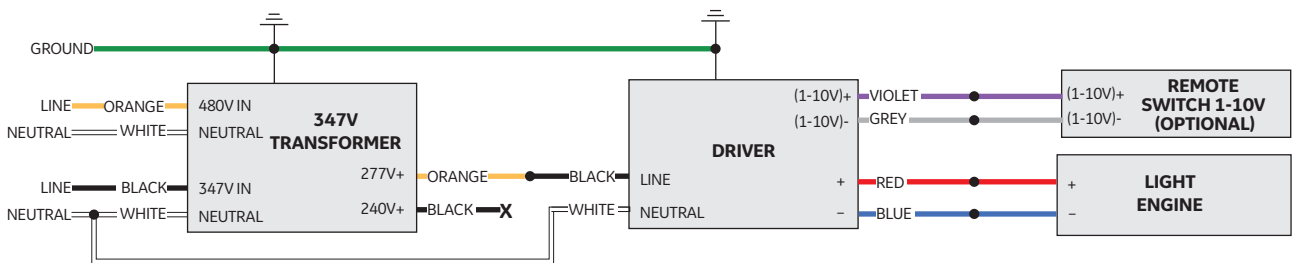 GROUND
LINE ORANGE 480V IN
NEUTRAL WHITE NEUTRAL
347V
TRANSFORMER
LINE BLACK 347V IN
NEUTRAL WHITE NEUTRAL
277V+ ORANGE BLACK LINE
240V+ BLACK X WHITE NEUTRAL
DRIVER
(1-10V)+ VIOLET (1-10V)+
(1-10V)- GREY (1-10V)-
REMOTE
SWITCH 1-10V
(OPTIONAL)
+ RED +
– BLUE –
LIGHT
ENGINE